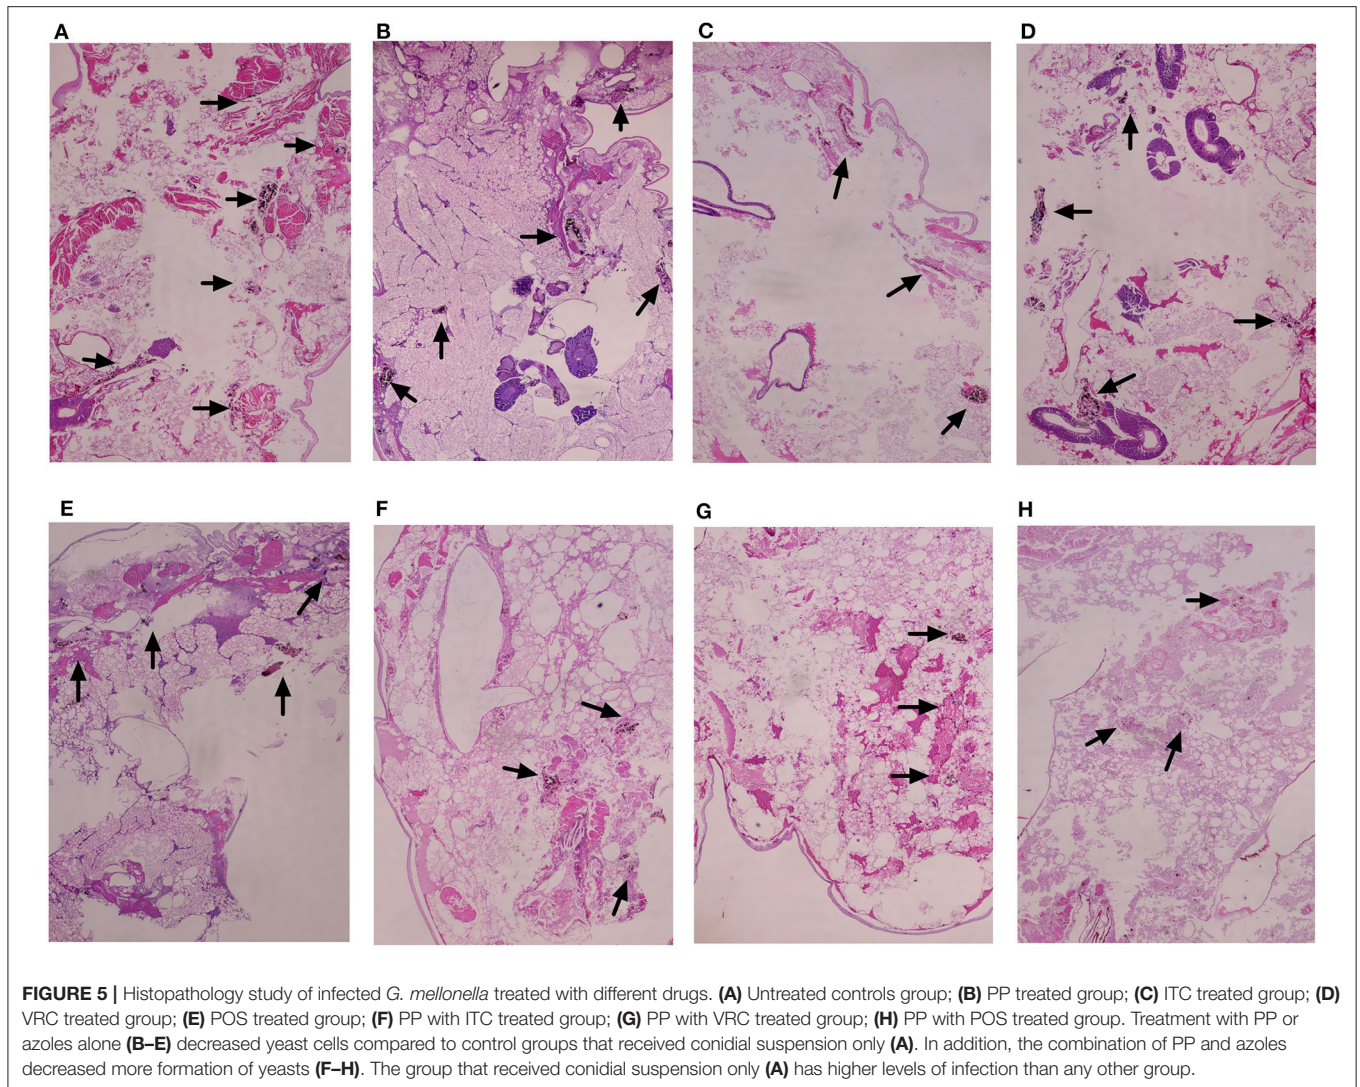 A
B
C
D
E
F
G
H
FIGURE 5 | Histopathology study of infected G. mellonella treated with different drugs. (A) Untreated controls group; (B) PP treated group; (C) ITC treated group; (D)
VRC treated group; (E) POS treated group; (F) PP with ITC treated group; (G) PP with VRC treated group; (H) PP with POS treated group. Treatment with PP or
azoles alone (B–E) decreased yeast cells compared to control groups that received conidial suspension only (A). In addition, the combination of PP and azoles
decreased more formation of yeasts (F–H). The group that received conidial suspension only (A) has higher levels of infection than any other group.